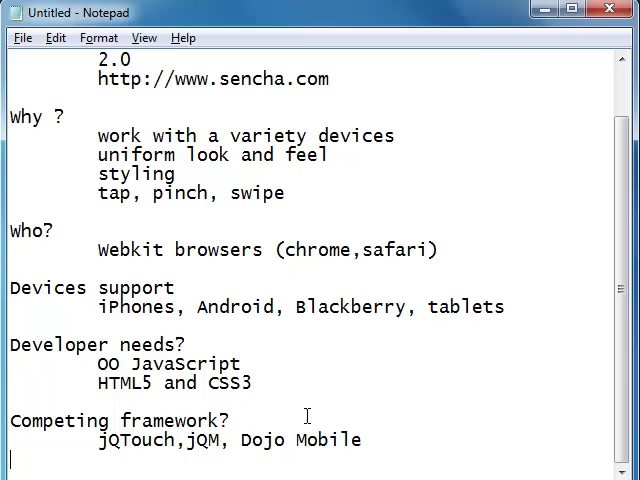 Untitled - Notepad
File Edit Format View Help
2.0
http://www.sencha.com
Why ?
work with a variety devices
uniform look and feel
styling
tap, pinch, swipe
Who?
Webkit browsers (chrome,safari)
Devices support
iPhones, Android, Blackberry, tablets
Developer needs?
OO JavaScript
HTML5 and CSS3
Competing framework?
jQTouch,jQM, Dojo Mobile